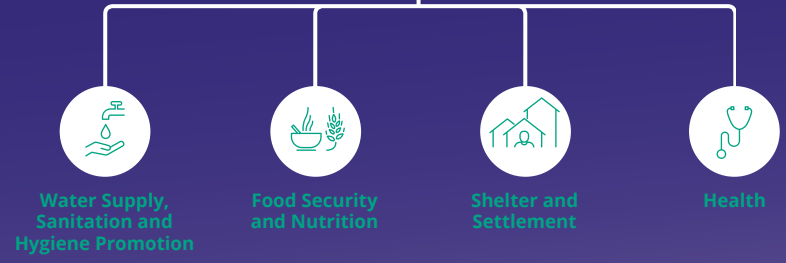 Water Supply,
Sanitation and
Hygiene Promotion
Food Security
and Nutrition
Shelter and
Settlement
Health